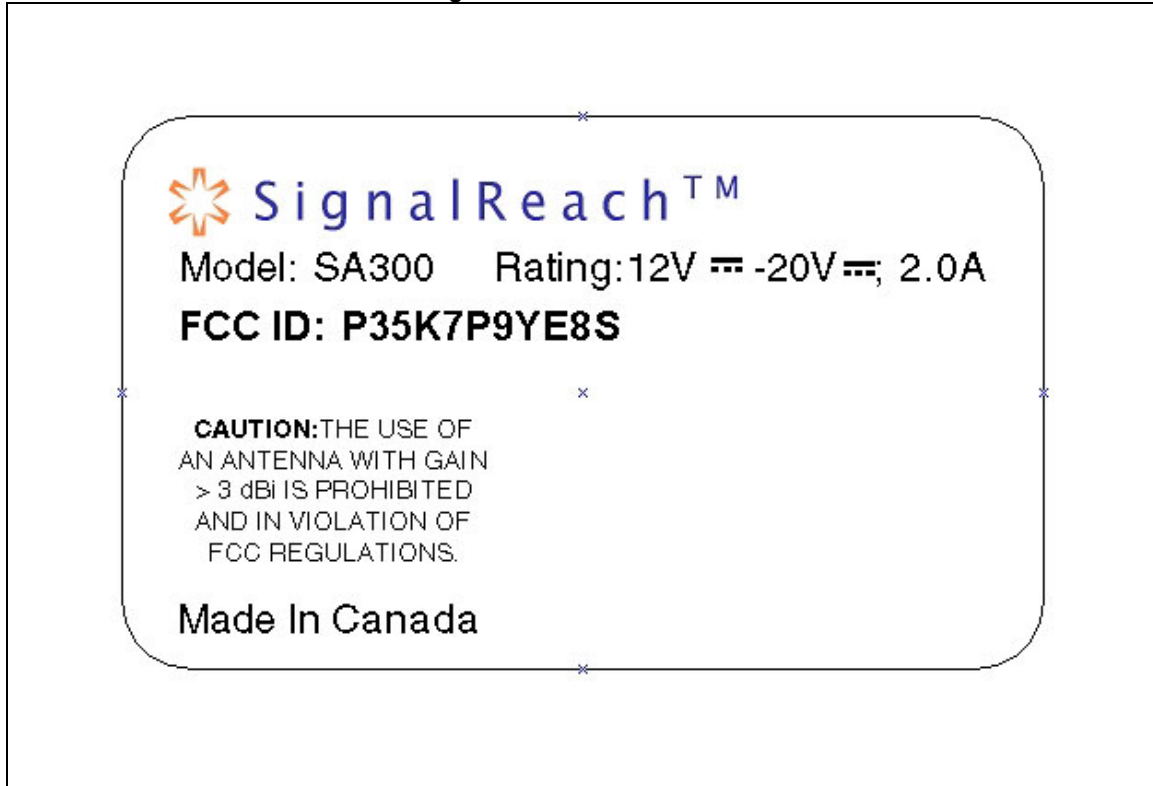 SignalReach™
Model: SA300 Rating:12V ⎓ -20V⎓; 2.0A
FCC ID: P35K7P9YE8S
CAUTION:THE USE OF
AN ANTENNA WITH GAIN
> 3 dBi IS PROHIBITED
AND IN VIOLATION OF
FCC REGULATIONS.
Made In Canada